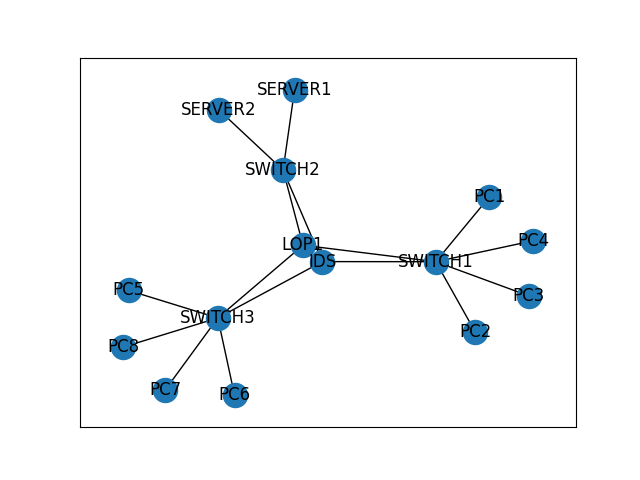 SERVER1
SERVER2
SWITCH2
PC1
PC4
LOP1
IDS
SWITCH1
PC5
PC3
SWITCH3
PC2
PC8
PC7
PC6